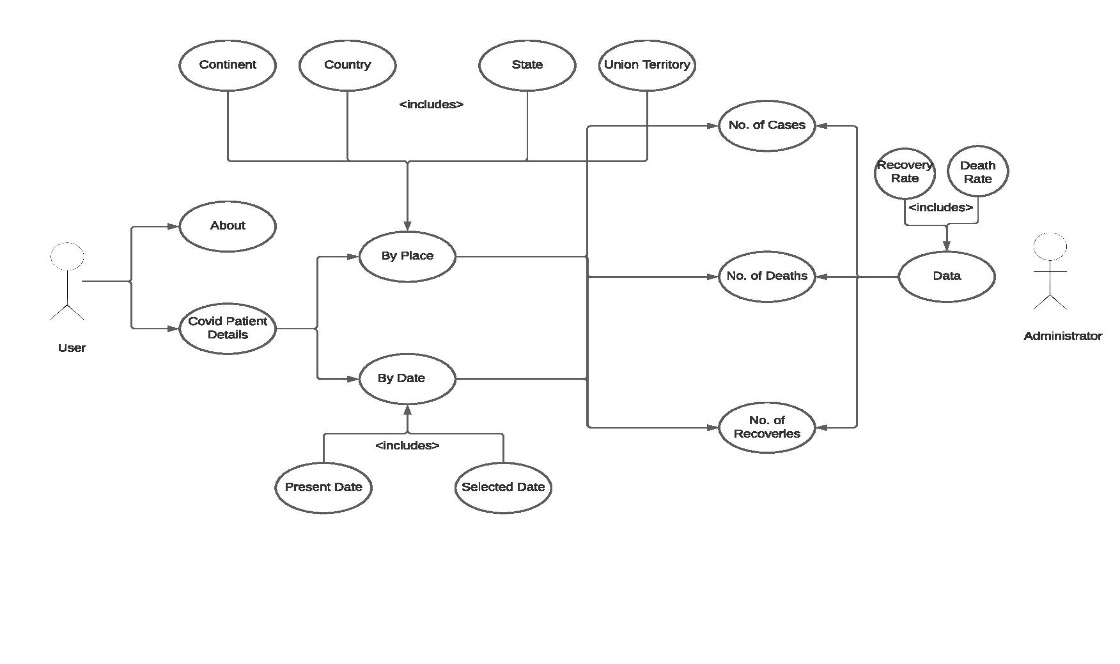 Continent
Country
State
Union Territory
<includes>
No. of Cases
Recovery
Rate
Death
Rate
<includes>
About
By Place
No. of Deaths
Data
Covid Patient
Details
User
Administrator
By Date
No. of
Recoveries
<includes>
Present Date
Selected Date